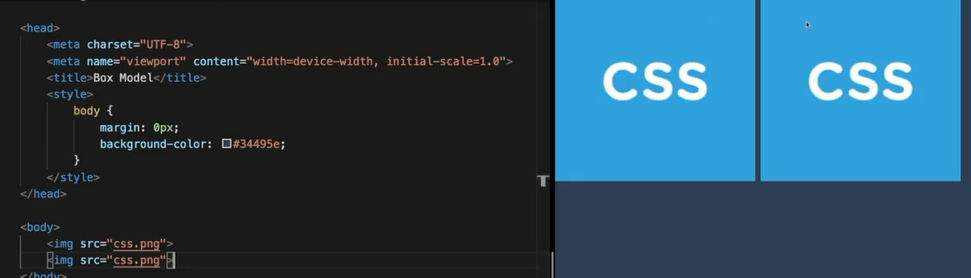 <head>
<meta charset="UTF-8">
<meta name="viewport" content="width=device-width, initial-scale=1.0">
<title>Box Model</title>
<style>
body {
margin: 0px;
background-color: #34495e;
}
</style>
</head>
<body>
<img src="css.png">
<img src="css.png">
</body>
CSS
CSS